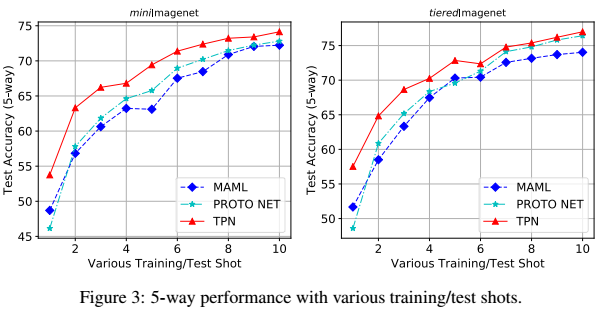 miniImagenet
75
70
65
60
55
50
45
2 4 6 8 10
Test Accuracy (5-way)
Various Training/Test Shot
MAML
PROTO NET
TPN
tieredImagenet
75
70
65
60
55
50
2 4 6 8 10
Test Accuracy (5-way)
Various Training/Test Shot
MAML
PROTO NET
TPN
Figure 3: 5-way performance with various training/test shots.